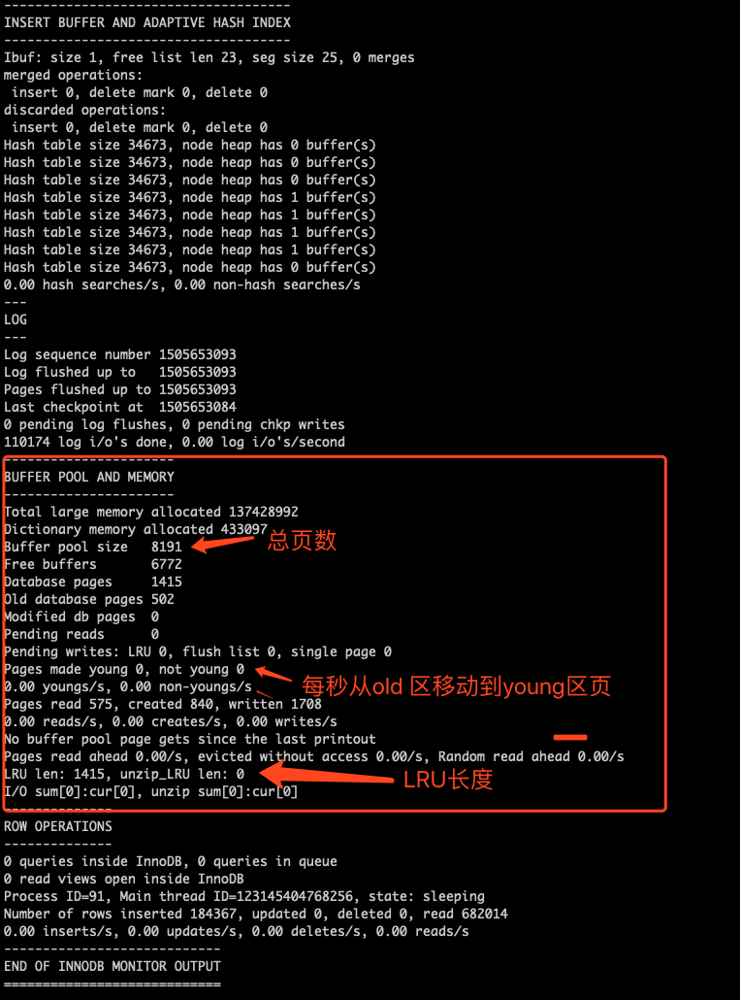 -------------------------------------
INSERT BUFFER AND ADAPTIVE HASH INDEX
-------------------------------------
Ibuf: size 1, free list len 23, seg size 25, 0 merges
merged operations:
 insert 0, delete mark 0, delete 0
discarded operations:
 insert 0, delete mark 0, delete 0
Hash table size 34673, node heap has 0 buffer(s)
Hash table size 34673, node heap has 0 buffer(s)
Hash table size 34673, node heap has 0 buffer(s)
Hash table size 34673, node heap has 1 buffer(s)
Hash table size 34673, node heap has 1 buffer(s)
Hash table size 34673, node heap has 1 buffer(s)
Hash table size 34673, node heap has 1 buffer(s)
Hash table size 34673, node heap has 0 buffer(s)
0.00 hash searches/s, 0.00 non-hash searches/s
---
LOG
---
Log sequence number 1505653093
Log flushed up to   1505653093
Pages flushed up to 1505653093
Last checkpoint at  1505653084
0 pending log flushes, 0 pending chkp writes
110174 log i/o's done, 0.00 log i/o's/second
----------------------
BUFFER POOL AND MEMORY
----------------------
Total large memory allocated 137428992
Dictionary memory allocated 433097
Buffer pool size   8191 总页数
Free buffers       6772
Database pages     1415
Old database pages 502
Modified db pages  0
Pending reads      0
Pending writes: LRU 0, flush list 0, single page 0
Pages made young 0, not young 0
0.00 youngs/s, 0.00 non-youngs/s 每秒从old 区移动到young区页
Pages read 575, created 840, written 1708
0.00 reads/s, 0.00 creates/s, 0.00 writes/s
No buffer pool page gets since the last printout
Pages read ahead 0.00/s, evicted without access 0.00/s, Random read ahead 0.00/s
LRU len: 1415, unzip_LRU len: 0 LRU长度
I/O sum[0]:cur[0], unzip sum[0]:cur[0]
--------------
ROW OPERATIONS
--------------
0 queries inside InnoDB, 0 queries in queue
0 read views open inside InnoDB
Process ID=91, Main thread ID=123145404768256, state: sleeping
Number of rows inserted 184367, updated 0, deleted 0, read 682014
0.00 inserts/s, 0.00 updates/s, 0.00 deletes/s, 0.00 reads/s
----------------------------
END OF INNODB MONITOR OUTPUT
============================